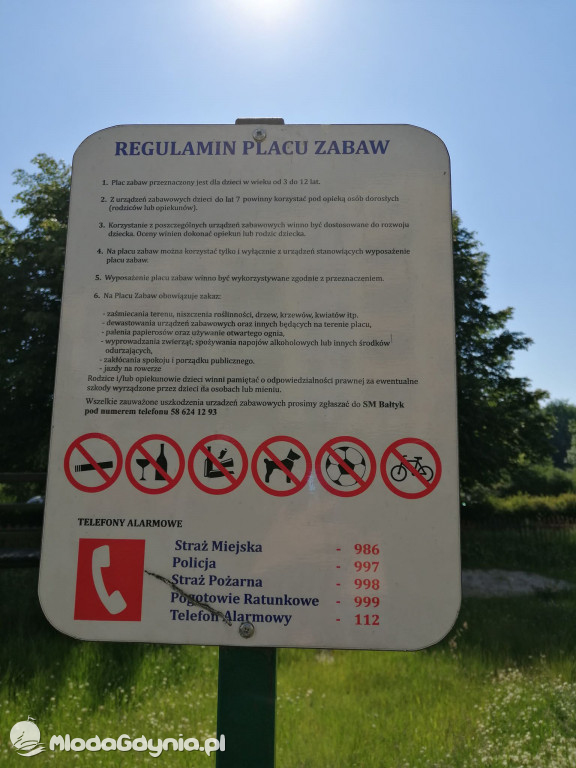 REGULAMIN PLACU ZABAW
1. Plac zabaw przeznaczony jest dla dzieci w wieku od 3 do 12 lat.
2. Z urządzeń zabawowych dzieci do lat 7 powinny korzystać pod opieką osób dorosłych
(rodziców lub opiekunów).
3. Korzystanie z poszczególnych urządzeń zabawowych winno być dostosowane do rozwoju
dziecka. Oceny winien dokonać opiekun lub rodzic dziecka.
4. Na placu zabaw można korzystać tylko i wyłącznie z urządzeń stanowiących wyposażenie
placu zabaw.
5. Wyposażenie placu zabaw winno być wykorzystywane zgodnie z przeznaczeniem.
6. Na Placu Zabaw obowiązuje zakaz:
- zaśmiecania terenu, niszczenia roślinności, drzew, krzewów, kwiatów itp.
- dewastowania urządzeń zabawowych oraz innych będących na terenie placu,
- palenia papierosów oraz używanie otwartego ognia,
- wyprowadzania zwierząt, spożywania napojów alkoholowych lub innych środków
odurzających,
- zakłócania spokoju i porządku publicznego.
- jazdy na rowerze
Rodzice i/lub opiekunowie dzieci winni pamiętać o odpowiedzialności prawnej za ewentualne
szkody wyrządzone przez dzieci na osobach lub mieniu.
Wszelkie zauważone uszkodzenia urządzeń zabawowych prosimy zgłaszać do SM Bałtyk
pod numerem telefonu 58 624 12 93
TELEFONY ALARMOWE
Straż Miejska - 986
Policja - 997
Straż Pożarna - 998
Pogotowie Ratunkowe - 999
Telefon Alarmowy - 112
MlodaGdynia.pl